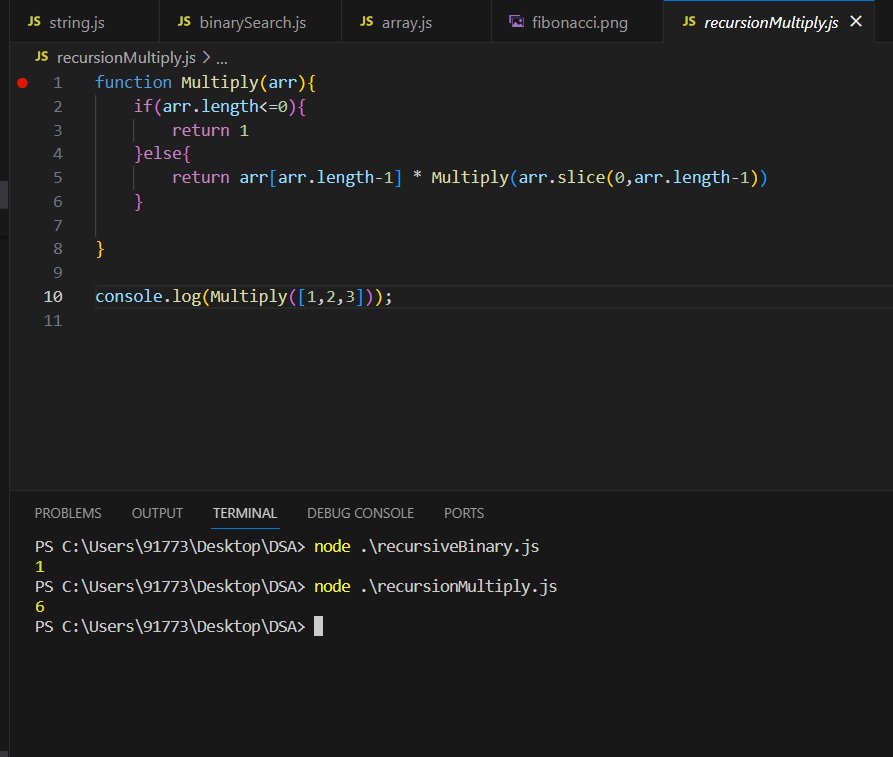 JS string.js JS binarySearch.js JS array.js fibonacci.png JS recursionMultiply.js
JS recursionMultiply.js > ...
1 function Multiply(arr){
2     if(arr.length<=0){
3         return 1
4     }else{
5         return arr[arr.length-1] * Multiply(arr.slice(0,arr.length-1))
6     }
7
8 }
9
10 console.log(Multiply([1,2,3]));
11
PROBLEMS OUTPUT TERMINAL DEBUG CONSOLE PORTS
PS C:\Users\91773\Desktop\DSA> node .\recursiveBinary.js
1
PS C:\Users\91773\Desktop\DSA> node .\recursionMultiply.js
6
PS C:\Users\91773\Desktop\DSA>